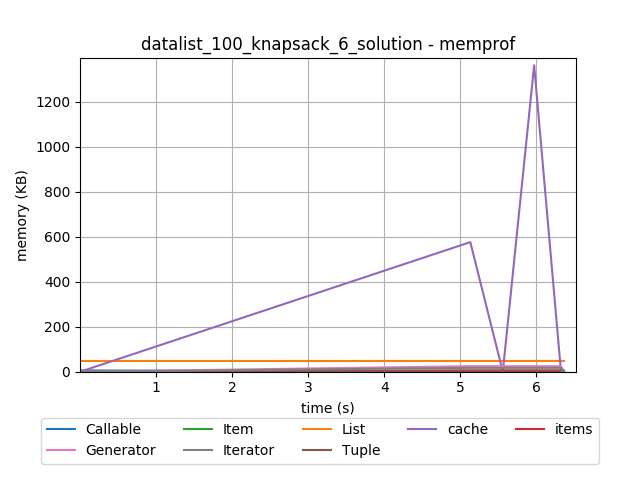 datalist_100_knapsack_6_solution - memprof
1200
1000
800
600
400
200
0
memory (KB)
1 2 3 4 5 6
time (s)
Callable Item List cache items
Generator Iterator Tuple